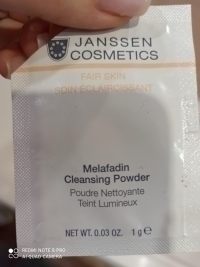 JANSSEN
COSMETICS
FAIR SKIN
SOIN ÉCLAIRCISSANT
Melafadin
Cleansing Powder
Poudre Nettoyante
Teint Lumineux
NET WT. 0.03 OZ. 1 g ℮
REDMI NOTE 8 PRO
AI QUAD CAMERA